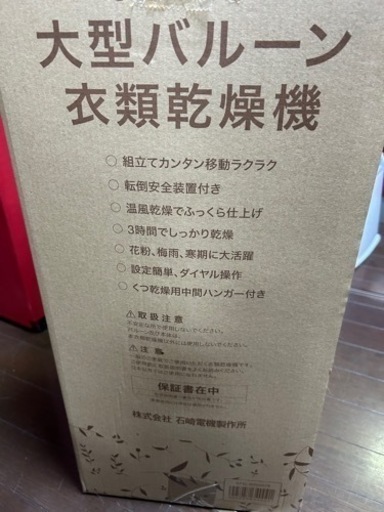 大型バルーン
衣類乾燥機
○ 組立てカンタン移動ラクラク
○ 転倒安全装置付き
○ 温風乾燥でふっくら仕上げ
○ 3時間でしっかり乾燥
○ 花粉、梅雨、寒期に大活躍
○ 設定簡単、ダイヤル操作
○ くつ乾燥用中間ハンガー付き
⚠取扱注意
⚠注意
保証書在中
株式会社 石崎電機製作所